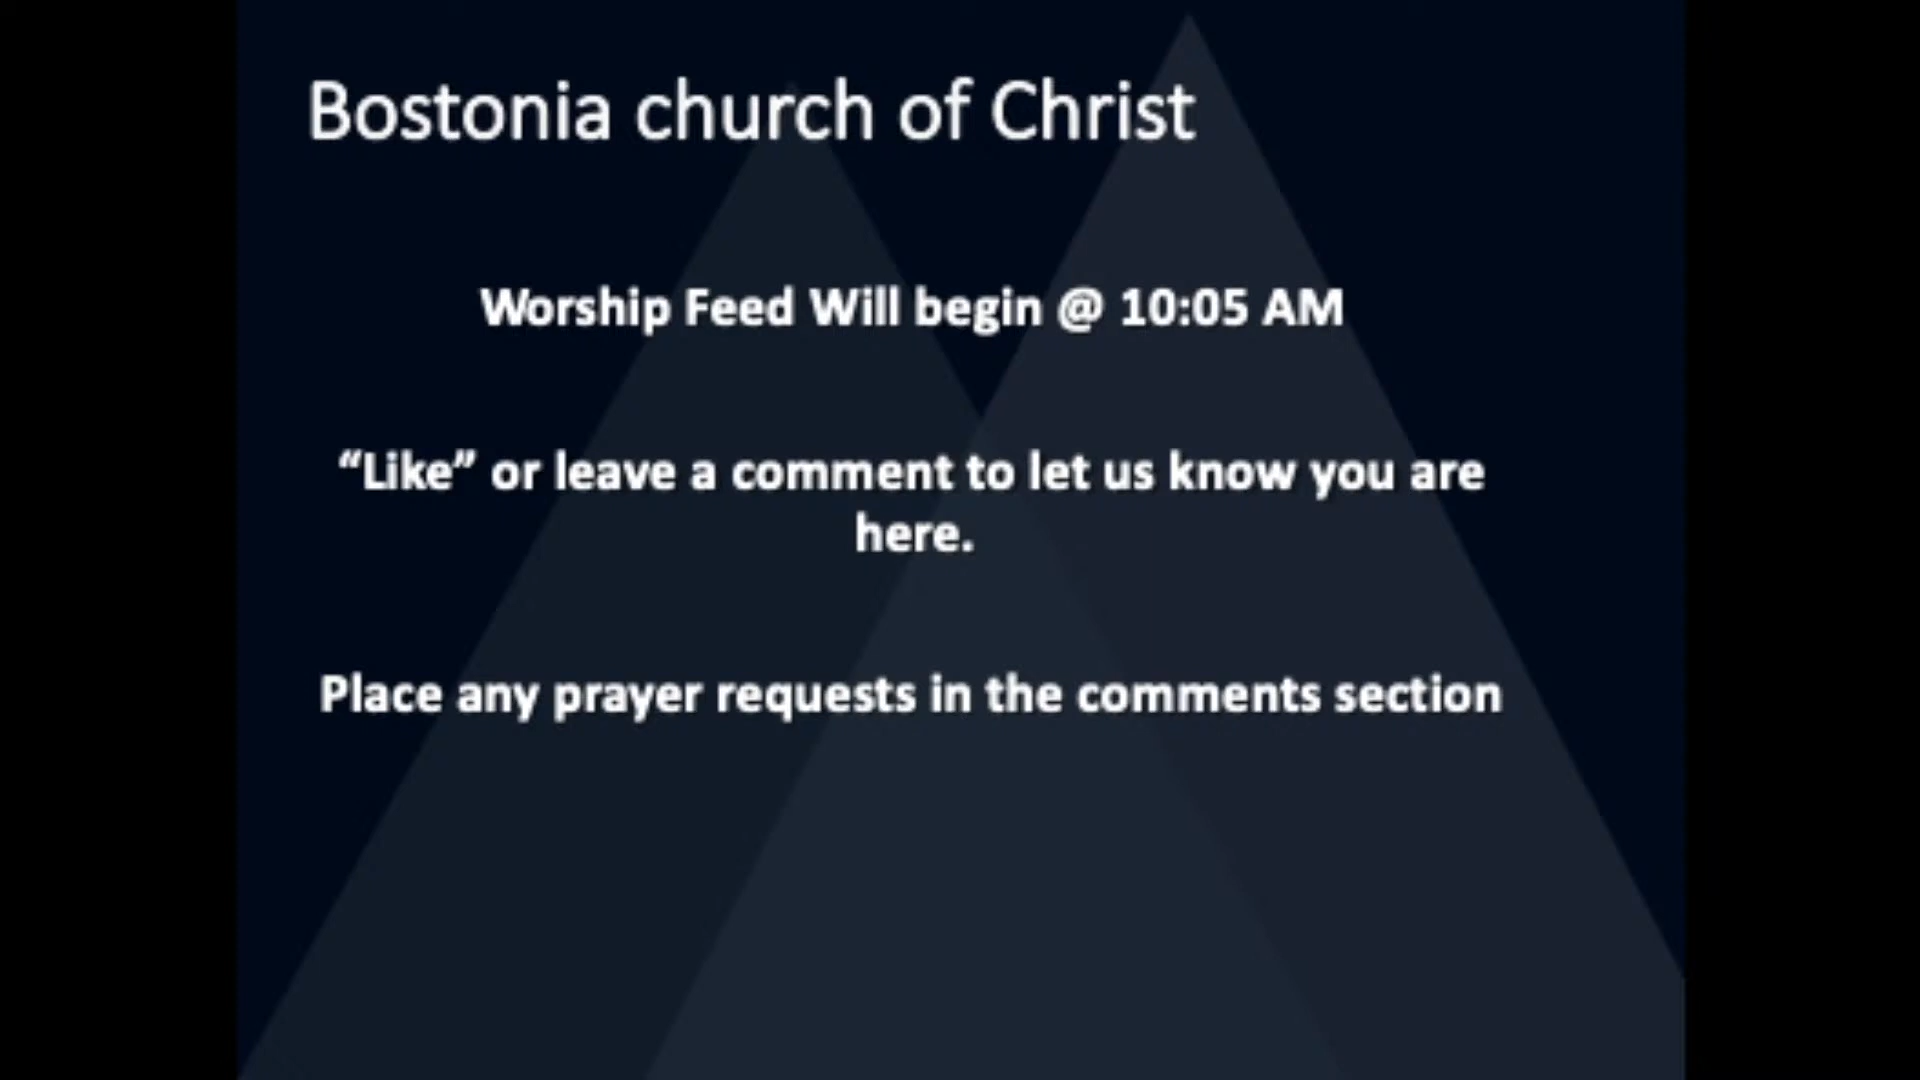 Bostonia church of Christ
Worship Feed Will begin @ 10:05 AM
“Like” or leave a comment to let us know you are
here.
Place any prayer requests in the comments section